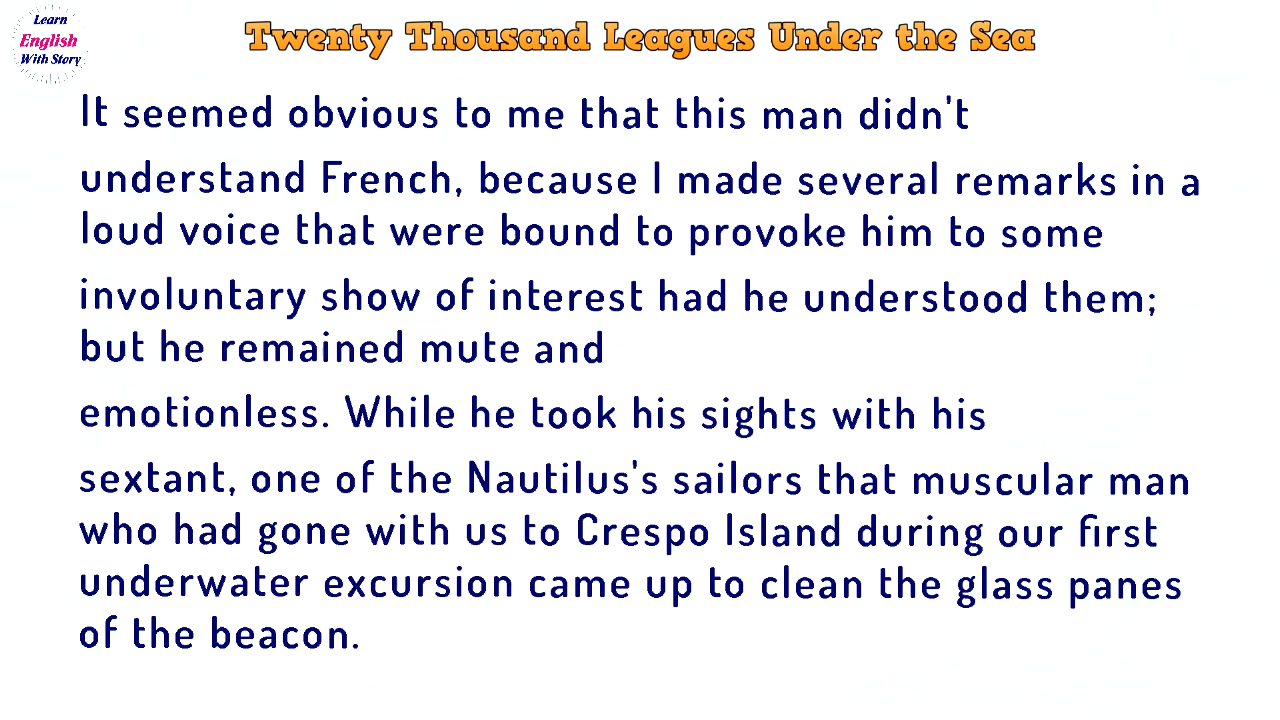 Learn
English
With Story
Twenty Thousand Leagues Under the Sea
It seemed obvious to me that this man didn't
understand French, because I made several remarks in a
loud voice that were bound to provoke him to some
involuntary show of interest had he understood them;
but he remained mute and
emotionless. While he took his sights with his
sextant, one of the Nautilus's sailors that muscular man
who had gone with us to Crespo Island during our first
underwater excursion came up to clean the glass panes
of the beacon.